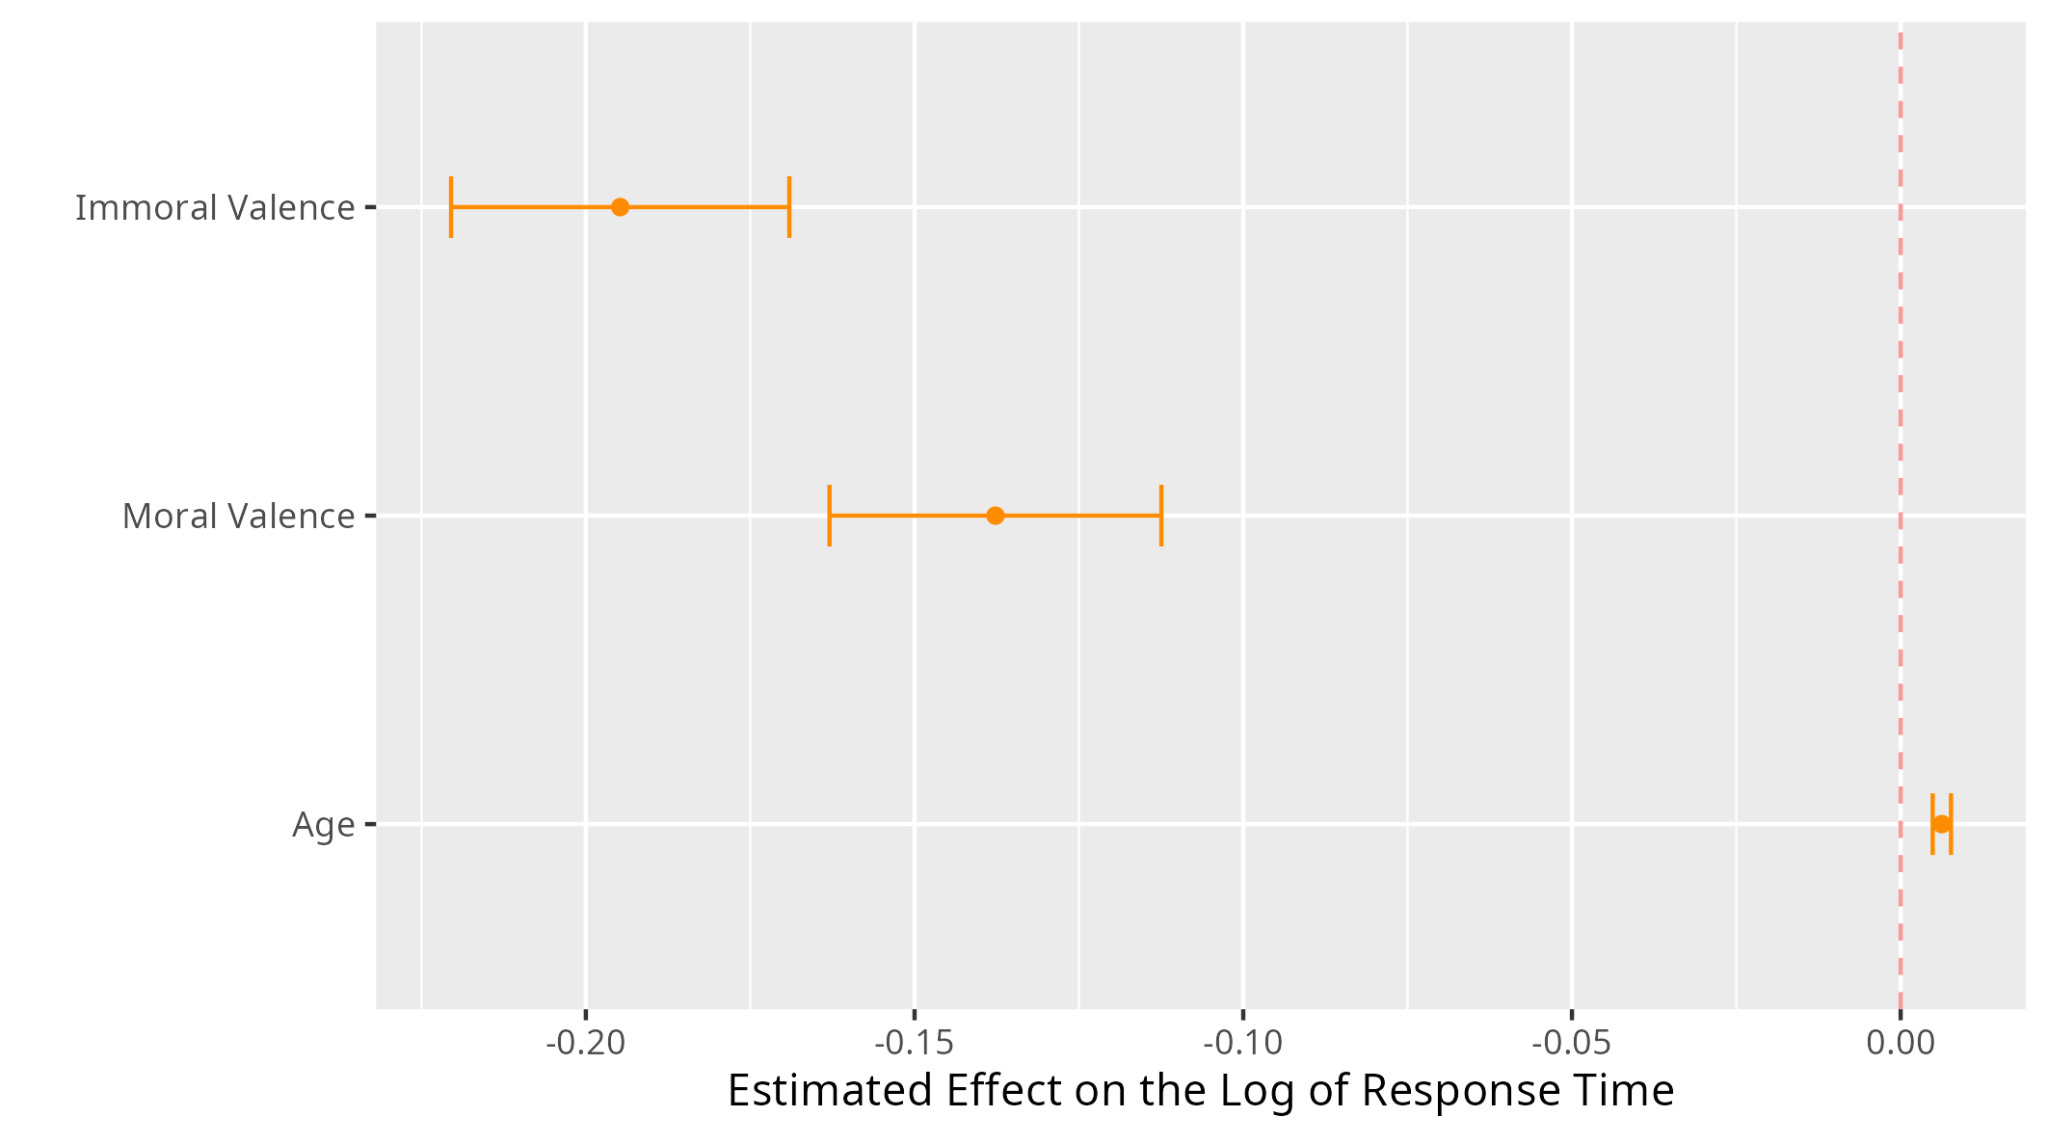 Immoral Valence
Moral Valence
Age
-0.20 -0.15 -0.10 -0.05 0.00
Estimated Effect on the Log of Response Time